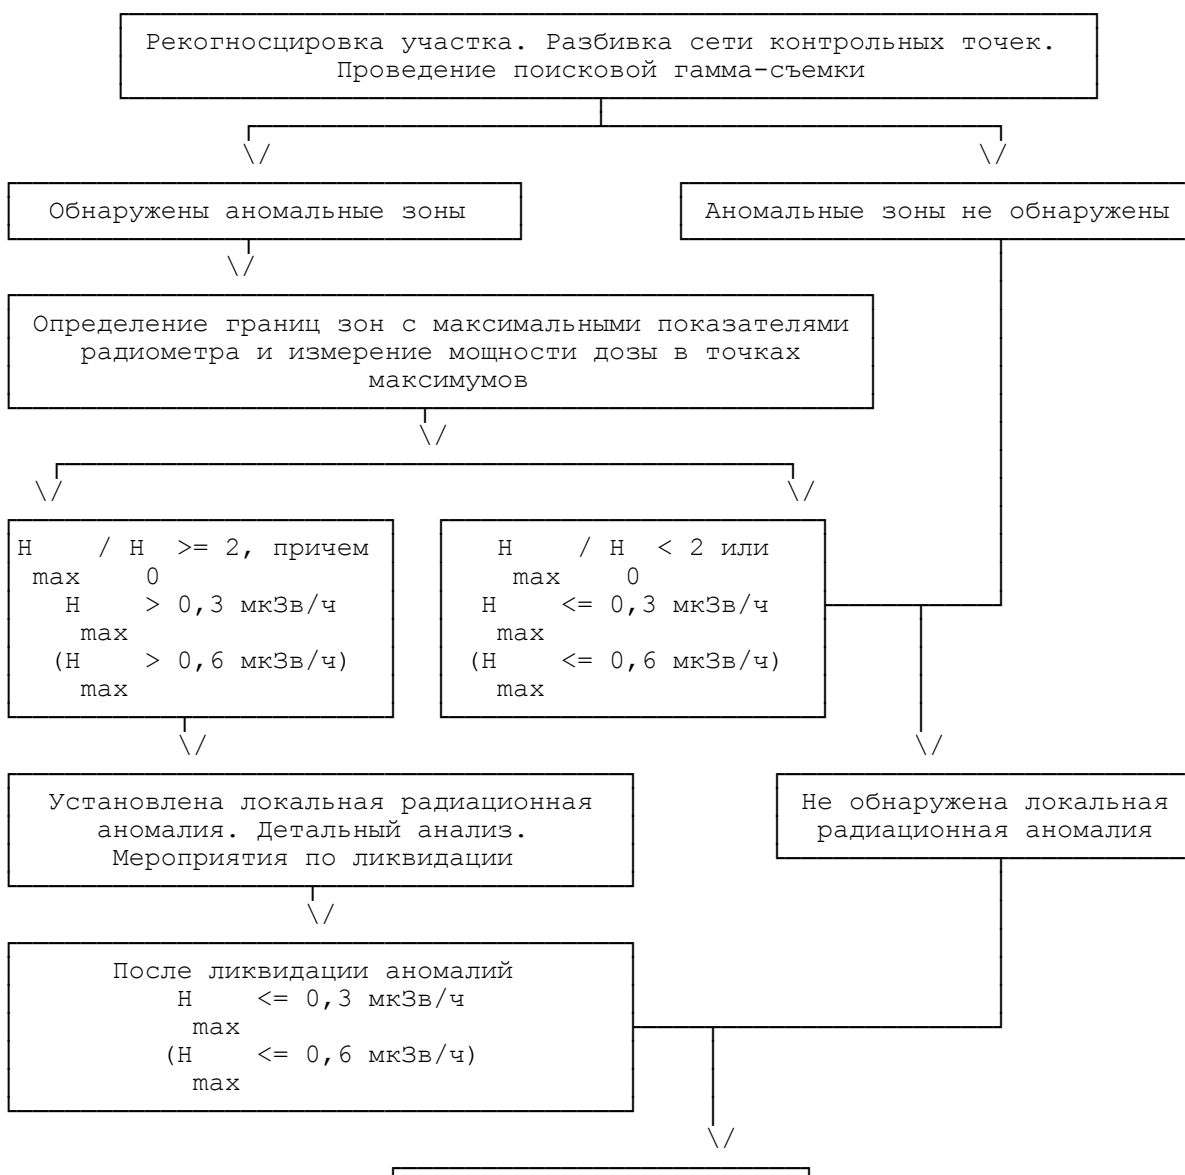 Рекогносцировка участка. Разбивка сети контрольных точек.
Проведение поисковой гамма-съемки
\/ \/
Обнаружены аномальные зоны
Аномальные зоны не обнаружены
\/
Определение границ зон с максимальными показателями
радиометра и измерение мощности дозы в точках
максимумов
\/
\/ \/
H / H >= 2, причем
max 0
H > 0,3 мкЗв/ч
max
(H > 0,6 мкЗв/ч)
max
H / H < 2 или
max 0
H <= 0,3 мкЗв/ч
max
(H <= 0,6 мкЗв/ч)
max
\/ \/
Установлена локальная радиационная
аномалия. Детальный анализ.
Мероприятия по ликвидации
Не обнаружена локальная
радиационная аномалия
\/
После ликвидации аномалий
H <= 0,3 мкЗв/ч
max
(H <= 0,6 мкЗв/ч)
max
\/